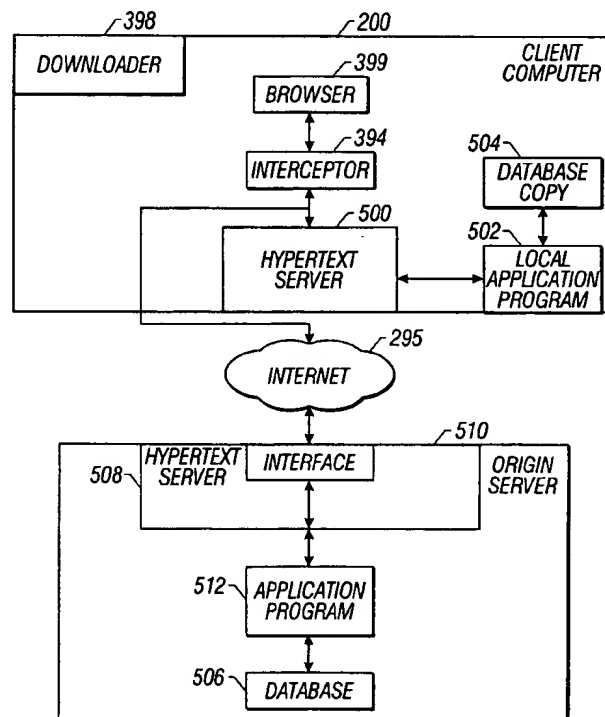 398
200
DOWNLOADER
CLIENT
COMPUTER
399
BROWSER
394
INTERCEPTOR
504
DATABASE
COPY
500
HYPERTEXT
SERVER
502
LOCAL
APPLICATION
PROGRAM
295
INTERNET
510
508
HYPERTEXT
SERVER
INTERFACE
ORIGIN
SERVER
512
APPLICATION
PROGRAM
506
DATABASE